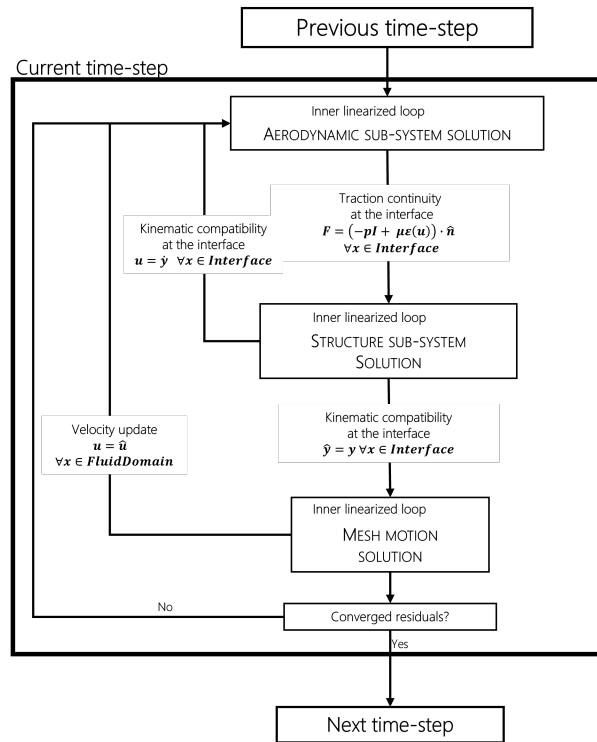 Previous time-step
Current time-step
Inner linearized loop
AERODYNAMIC SUB-SYSTEM SOLUTION
Traction continuity
at the interface
F = (−pI + με(u)) · n̂
∀x ∈ Interface
Kinematic compatibility
at the interface
u = ẏ ∀x ∈ Interface
Inner linearized loop
STRUCTURE SUB-SYSTEM
SOLUTION
Kinematic compatibility
at the interface
ŷ = y ∀x ∈ Interface
Velocity update
u = û
∀x ∈ FluidDomain
Inner linearized loop
MESH MOTION
SOLUTION
No
Converged residuals?
Yes
Next time-step